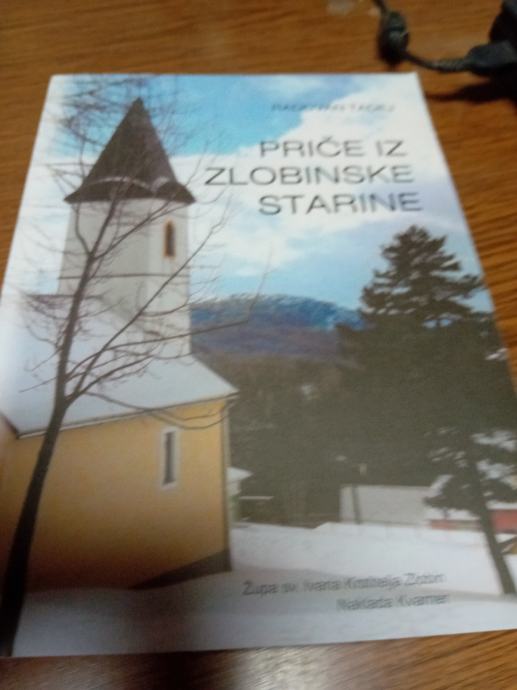 RADOVAN TADEJ
PRIČE IZ
ZLOBINSKE
STARINE
Župa sv. Ivana Krstitelja Zlobin
Naklada Kvarner